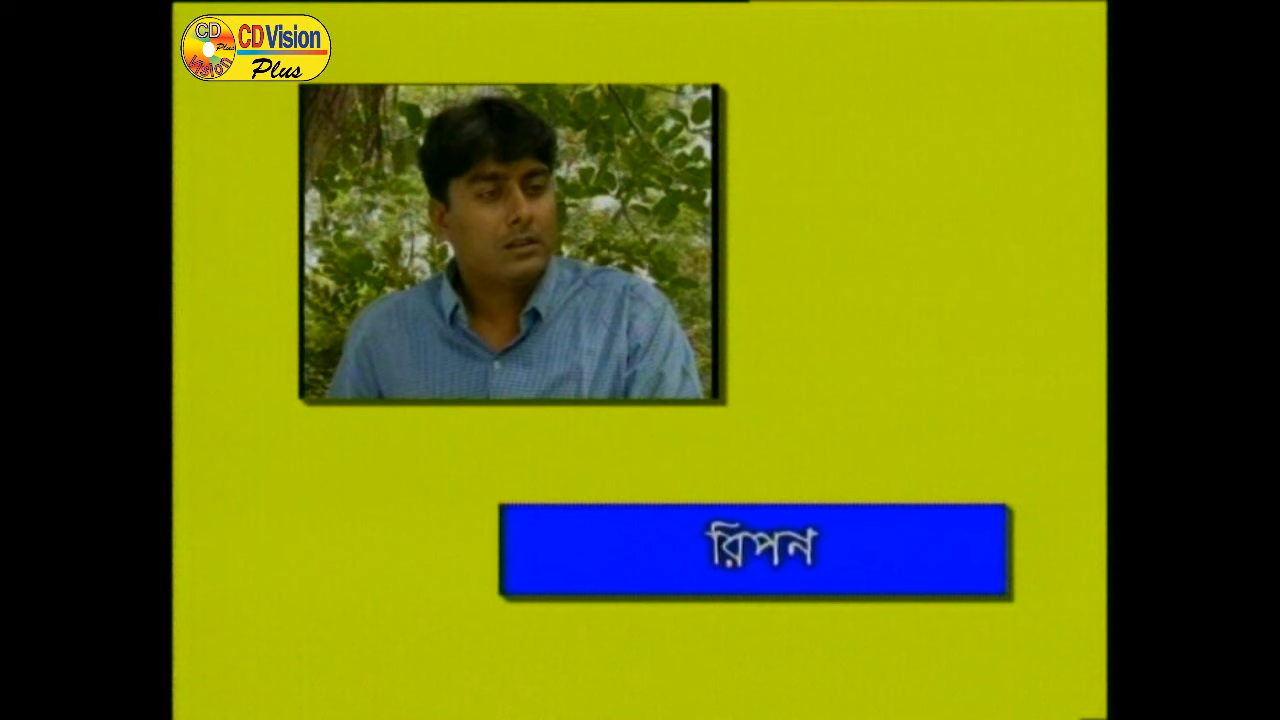 CD
Plus
Vision
CD Vision
Plus
রিপন